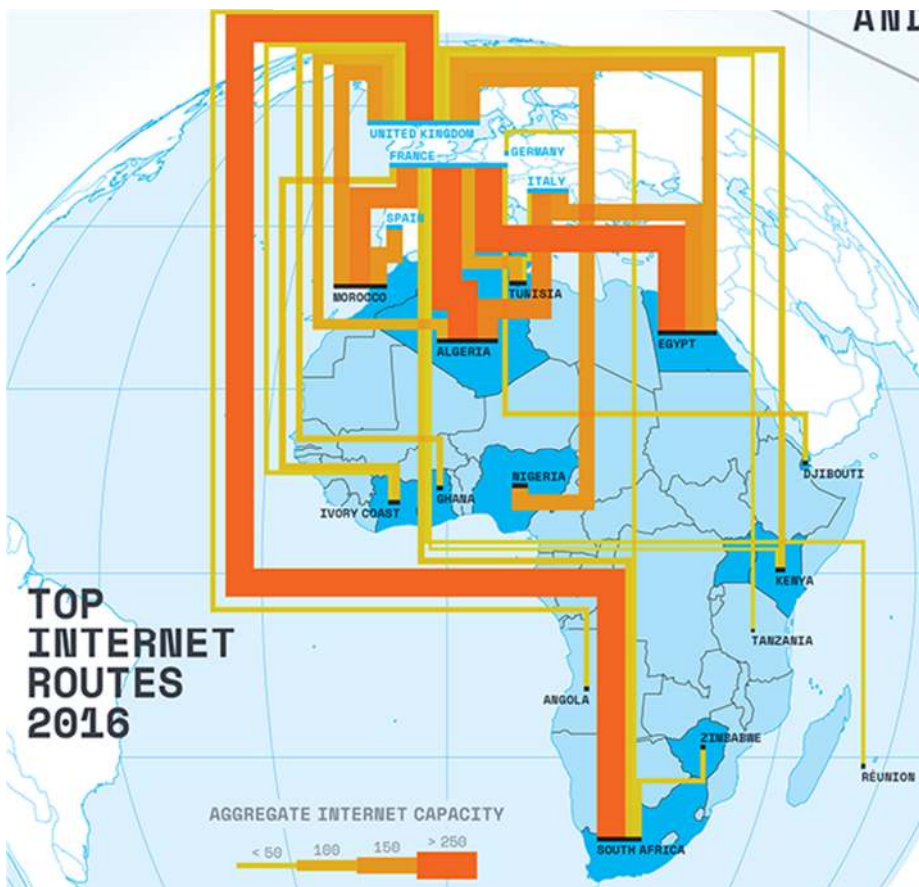 AND
UNITED KINGDOM
FRANCE
GERMANY
ITALY
SPAIN
MOROCCO
TUNISIA
ALGERIA
EGYPT
DJIBOUTI
NIGERIA
GHANA
IVORY COAST
KENYA
TANZANIA
ANGOLA
ZIMBABWE
RÉUNION
SOUTH AFRICA
TOP
INTERNET
ROUTES
2016
AGGREGATE INTERNET CAPACITY
< 50 100 150 > 250